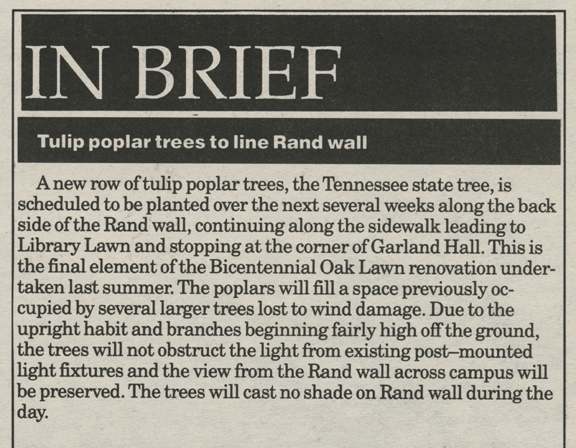 IN BRIEF
Tulip poplar trees to line Rand wall
A new row of tulip poplar trees, the Tennessee state tree, is
scheduled to be planted over the next several weeks along the back
side of the Rand wall, continuing along the sidewalk leading to
Library Lawn and stopping at the corner of Garland Hall. This is
the final element of the Bicentennial Oak Lawn renovation under-
taken last summer. The poplars will fill a space previously oc-
cupied by several larger trees lost to wind damage. Due to the
upright habit and branches beginning fairly high off the ground,
the trees will not obstruct the light from existing post–mounted
light fixtures and the view from the Rand wall across campus will
be preserved. The trees will cast no shade on Rand wall during the
day.